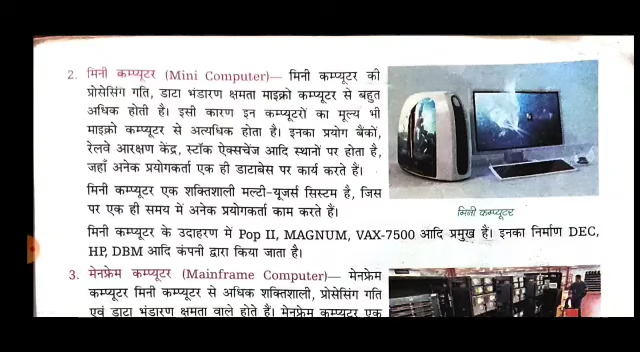 2. मिनी कम्प्यूटर (Mini Computer)— मिनी कम्प्यूटर की
प्रोसेसिंग गति, डाटा भंडारण क्षमता माइक्रो कम्प्यूटर से बहुत
अधिक होती है। इसी कारण इन कम्प्यूटरों का मूल्य भी
माइक्रो कम्प्यूटर से अत्यधिक होता है। इनका प्रयोग बैंकों,
रेलवे आरक्षण केंद्र, स्टॉक ऐक्सचेंज आदि स्थानों पर होता है,
जहाँ अनेक प्रयोगकर्ता एक ही डाटाबेस पर कार्य करते हैं।
मिनी कम्प्यूटर एक शक्तिशाली मल्टी-यूजर्स सिस्टम है, जिस
पर एक ही समय में अनेक प्रयोगकर्ता काम करते हैं।
मिनी कम्प्यूटर
मिनी कम्प्यूटर के उदाहरण में Pop II, MAGNUM, VAX-7500 आदि प्रमुख हैं। इनका निर्माण DEC,
HP, DBM आदि कंपनी द्वारा किया जाता है।
3. मेनफ्रेम कम्प्यूटर (Mainframe Computer)— मेनफ्रेम
कम्प्यूटर मिनी कम्प्यूटर से अधिक शक्तिशाली, प्रोसेसिंग गति
एवं डाटा भंडारण क्षमता वाले होते हैं। मेनफ्रेम कम्प्यूटर एक